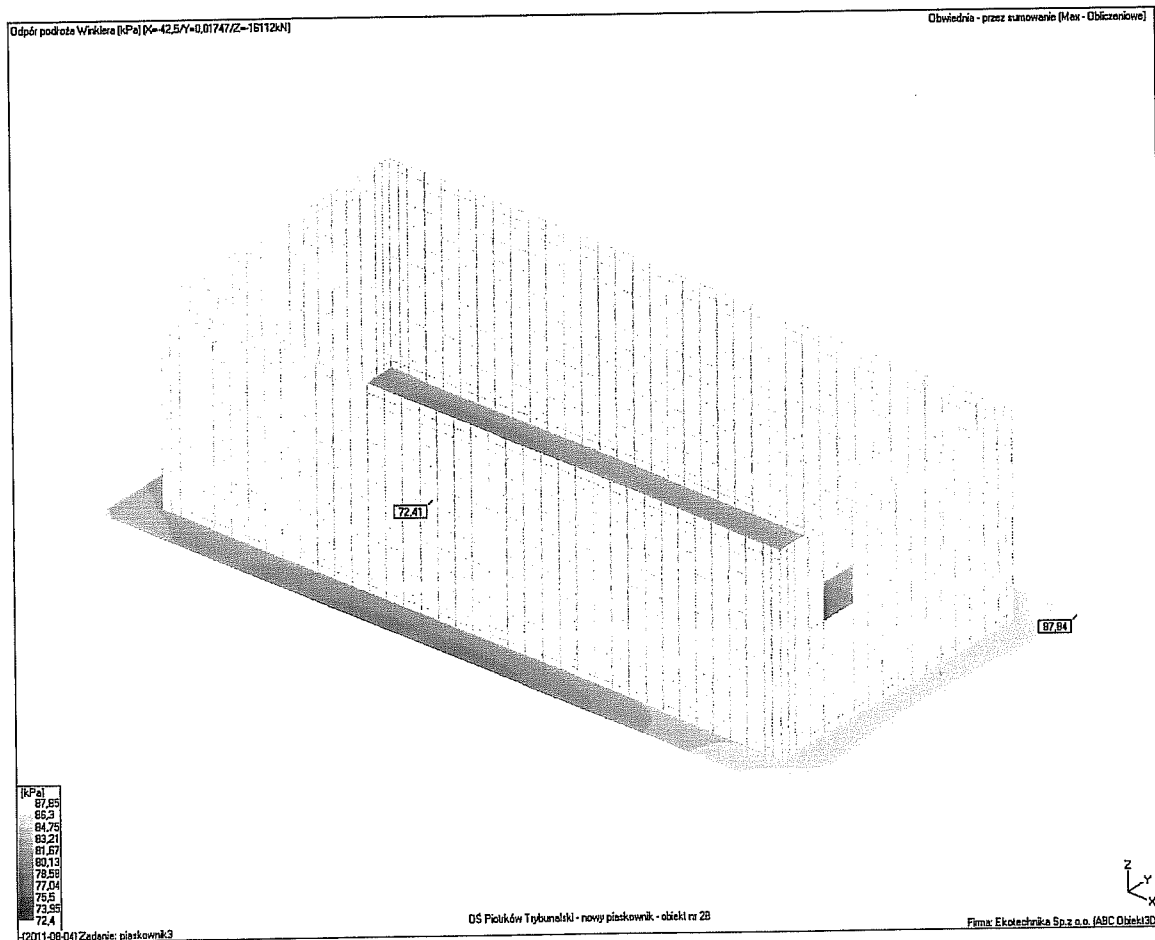 Odpór podłoża Winklera [kPa] [X=-42,5/Y=0,01747/Z=-16112kN]
Obwiednia - przez sumowanie [Max - Obliczeniowe]
72,41
87,84
[kPa]
87,85
86,3
84,75
83,21
81,67
80,13
78,58
77,04
75,5
73,95
72,4
Z
Y
X
OŚ Piotrków Trybunalski - nowy piaskownik - obiekt nr 28
[2011-08-04] Zadanie: piaskownik3
Firma: Ekotechnika Sp.z o.o. [ABC Obiekt3D